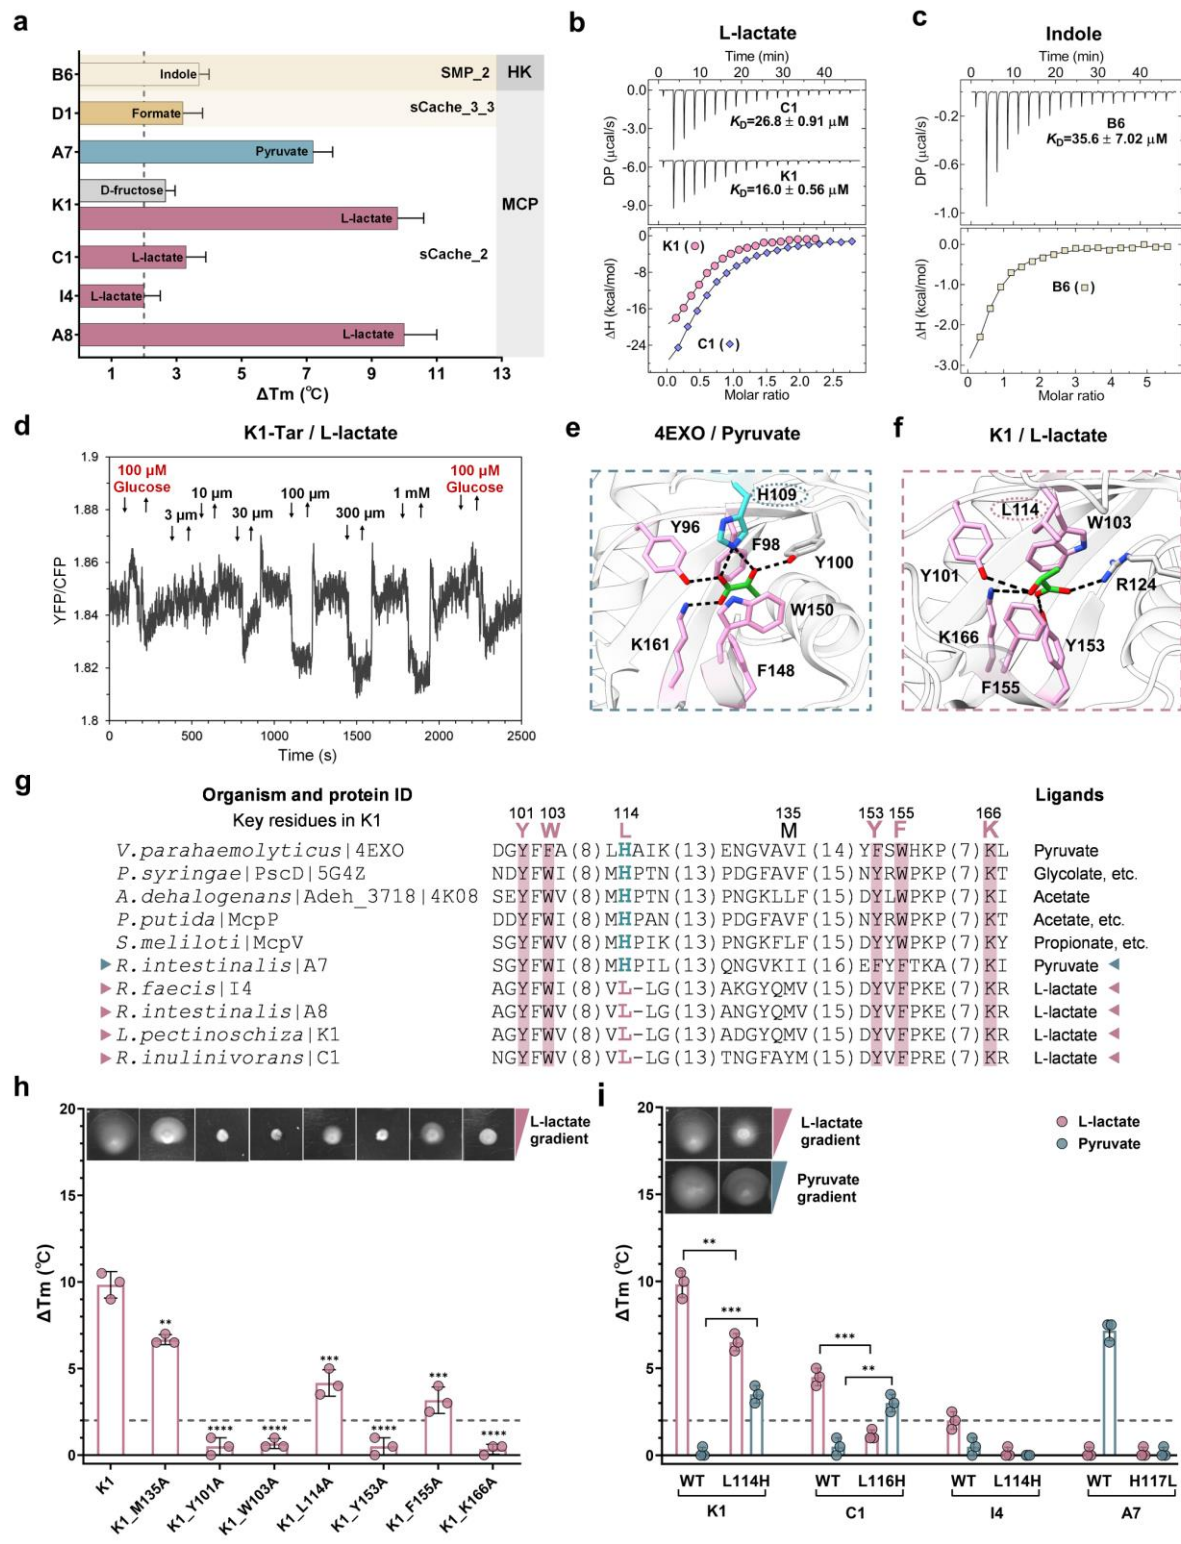 a
B6
Indole
SMP_2
HK
D1
Formate
sCache_3_3
A7
Pyruvate
D-fructose
K1
L-lactate
MCP
C1
L-lactate
sCache_2
I4
L-lactate
A8
L-lactate
1 3 5 7 9 11 13
ΔTm (℃)
b
L-lactate
Time (min)
0 10 20 30 40
0.0
-3.0
-6.0
-9.0
DP (µcal/s)
C1
KD=26.8 ± 0.91 µM
K1
KD=16.0 ± 0.56 µM
0
-8
-16
-24
ΔH (kcal/mol)
K1 ( )
C1 ( )
0.0 0.5 1.0 1.5 2.0 2.5
Molar ratio
c
Indole
Time (min)
0 10 20 30 40
-0.2
-0.6
-1.0
DP (µcal/s)
B6
KD=35.6 ± 7.02 µM
0.0
-1.0
-2.0
-3.0
ΔH (kcal/mol)
B6 ( )
0 1 2 3 4 5
Molar ratio
d
K1-Tar / L-lactate
1.9
1.88
1.86
1.84
1.82
1.8
YFP/CFP
100 µM
Glucose
3 µm
10 µm
30 µm
100 µm
300 µm
1 mM
100 µM
Glucose
0 500 1000 1500 2000 2500
Time (s)
e
4EXO / Pyruvate
H109
Y96
F98
Y100
W150
K161
F148
f
K1 / L-lactate
L114
W103
Y101
R124
K166
Y153
F155
g
Organism and protein ID
Key residues in K1
101 103 114 135 153 155 166
Y W L M Y F K
Ligands
V.parahaemolyticus|4EXO DGYFFA(8)LHAIK(13)ENGVAVI(14)YFSWHKP(7)KL Pyruvate
P.syringae|PscD|5G4Z NDYFWI(8)MHPTN(13)PDGFAVF(15)NYRWPKP(7)KT Glycolate, etc.
A.dehalogenans|Adeh_3718|4K08 SEYFWV(8)MHPTN(13)PNGKLLF(15)DYLWPKP(7)KI Acetate
P.putida|McpP DDYFWI(8)MHPAN(13)PDGFAVF(15)NYRWPKP(7)KT Acetate, etc.
S.meliloti|McpV SGYFWV(8)MHPIK(13)PNGKFLF(15)DYYWPKP(7)KY Propionate, etc.
R.intestinalis|A7 SGYFWV(8)MHPIL(13)QNGVKII(16)EFYFTKA(7)KI Pyruvate
R.faecis|I4 AGYFWI(8)VL-LG(13)AKGYQMV(15)DYVFPKE(7)KR L-lactate
R.intestinalis|A8 AGYFWV(8)VL-LG(13)ANGYQMV(15)DYVFPKE(7)KR L-lactate
L.pectinoschiza|K1 AGYFWV(8)VL-LG(13)ADGYQMV(15)DYVFPKE(7)KR L-lactate
R.inulinivorans|C1 NGYFWV(8)VL-LG(13)TNGFAYM(15)DYVFPRE(7)KR L-lactate
h
20
15
10
5
0
ΔTm (℃)
L-lactate
gradient
**
****
****
***
****
***
****
K1
K1_M135A
K1_Y101A
K1_W103A
K1_L114A
K1_Y153A
K1_F155A
K1_K166A
i
20
15
10
5
0
ΔTm (℃)
L-lactate
gradient
Pyruvate
gradient
L-lactate
Pyruvate
**
***
***
**
WT L114H WT L116H WT L114H WT H117L
K1 C1 I4 A7